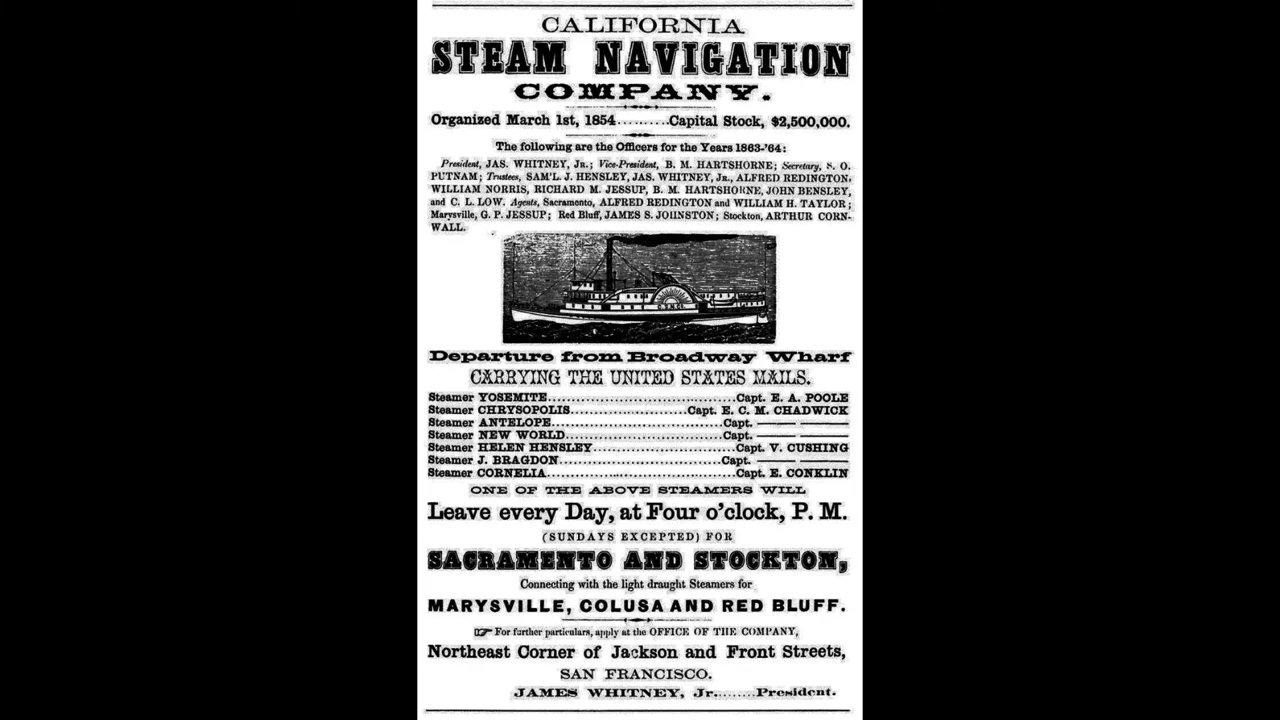 CALIFORNIA
STEAM NAVIGATION
COMPANY.
Organized March 1st, 1854.........Capital Stock, $2,500,000.
The following are the Officers for the Years 1863-'64:
President, JAS. WHITNEY, JR.; Vice-President, B. M. HARTSHORNE; Secretary, S. O.
PUTNAM; Trustees, SAM'L. J. HENSLEY, JAS. WHITNEY, JR., ALFRED REDINGTON,
WILLIAM NORRIS, RICHARD M. JESSUP, B. M. HARTSHORNE, JOHN BENSLEY,
and C. L. LOW. Agents, Sacramento, ALFRED REDINGTON and WILLIAM H. TAYLOR;
Marysville, G. P. JESSUP; Red Bluff, JAMES S. JOHNSTON; Stockton, ARTHUR CORN-
WALL.
C. S. N. Co.
Departure from Broadway Wharf
CARRYING THE UNITED STATES MAILS.
Steamer YOSEMITE..............................Capt. E. A. POOLE
Steamer CHRYSOPOLIS....................Capt. E. C. M. CHADWICK
Steamer ANTELOPE............................Capt. —— ——
Steamer NEW WORLD..........................Capt. —— ——
Steamer HELEN HENSLEY.......................Capt. V. CUSHING
Steamer J. BRAGDON..........................Capt. —— ——
Steamer CORNELIA..............................Capt. E. CONKLIN
ONE OF THE ABOVE STEAMERS WILL
Leave every Day, at Four o'clock, P. M.
(SUNDAYS EXCEPTED) FOR
SACRAMENTO AND STOCKTON,
Connecting with the light draught Steamers for
MARYSVILLE, COLUSA AND RED BLUFF.
☞ For further particulars, apply at the OFFICE OF THE COMPANY,
Northeast Corner of Jackson and Front Streets,
SAN FRANCISCO.
JAMES WHITNEY, Jr........President.